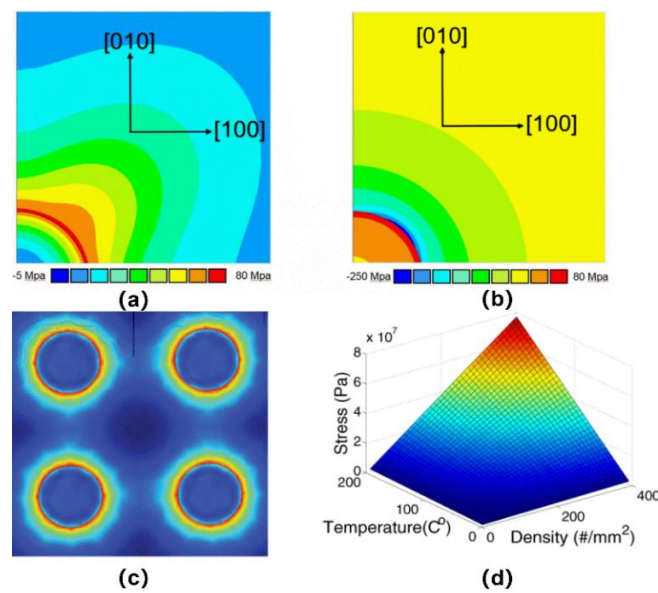 [010]
[100]
-5 Mpa 80 Mpa
(a)
[010]
[100]
-250 Mpa 80 Mpa
(b)
(c)
x 10⁷
8
6
4
2
0
Stress (Pa)
200
100
0
Temperature(C⁰)
0
200
400
Density (#/mm²)
(d)